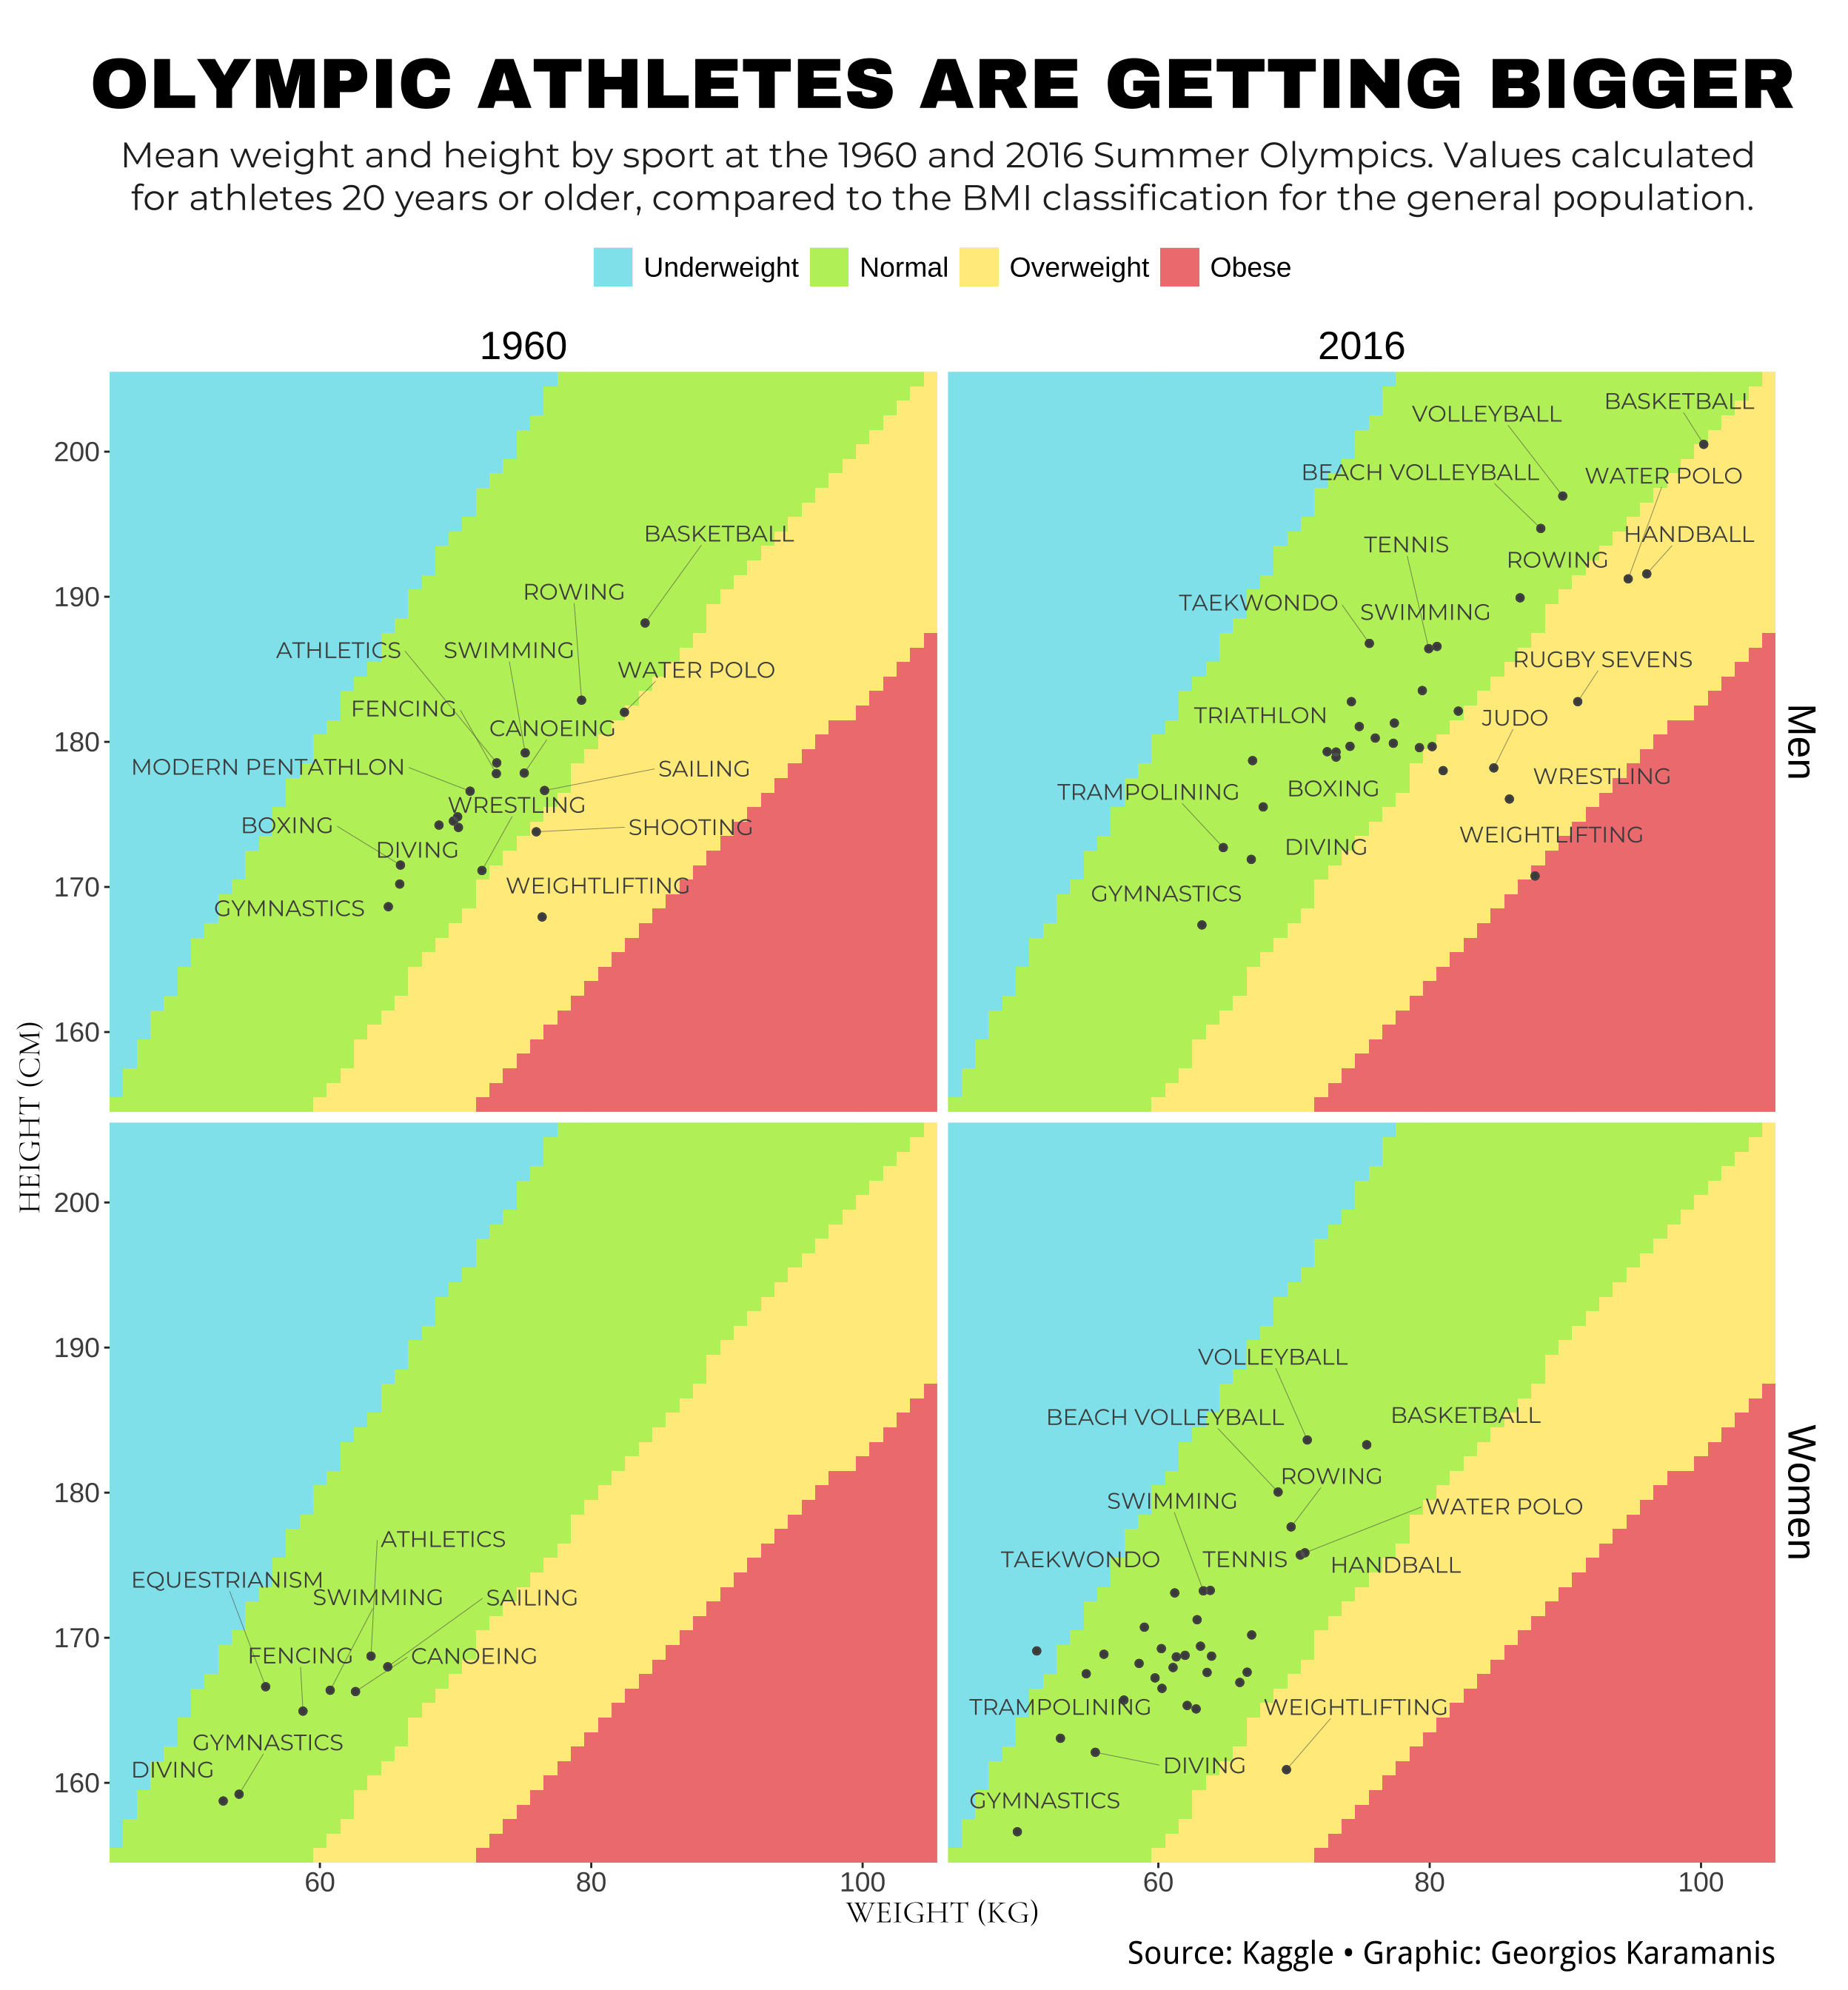 OLYMPIC ATHLETES ARE GETTING BIGGER
Mean weight and height by sport at the 1960 and 2016 Summer Olympics. Values calculated
for athletes 20 years or older, compared to the BMI classification for the general population.
Underweight Normal Overweight Obese
1960
2016
200
190
180
170
160
BASKETBALL
ROWING
ATHLETICS
SWIMMING
WATER POLO
FENCING
CANOEING
MODERN PENTATHLON
SAILING
WRESTLING
BOXING
SHOOTING
DIVING
WEIGHTLIFTING
GYMNASTICS
BASKETBALL
VOLLEYBALL
BEACH VOLLEYBALL
WATER POLO
HANDBALL
TENNIS
ROWING
TAEKWONDO
SWIMMING
RUGBY SEVENS
TRIATHLON
JUDO
WRESTLING
TRAMPOLINING
BOXING
WEIGHTLIFTING
DIVING
GYMNASTICS
Men
HEIGHT (CM)
200
190
180
170
160
ATHLETICS
EQUESTRIANISM
SWIMMING
SAILING
FENCING
CANOEING
GYMNASTICS
DIVING
VOLLEYBALL
BEACH VOLLEYBALL
BASKETBALL
ROWING
SWIMMING
WATER POLO
TAEKWONDO
TENNIS
HANDBALL
TRAMPOLINING
WEIGHTLIFTING
DIVING
GYMNASTICS
Women
60 80 100
60 80 100
WEIGHT (KG)
Source: Kaggle • Graphic: Georgios Karamanis